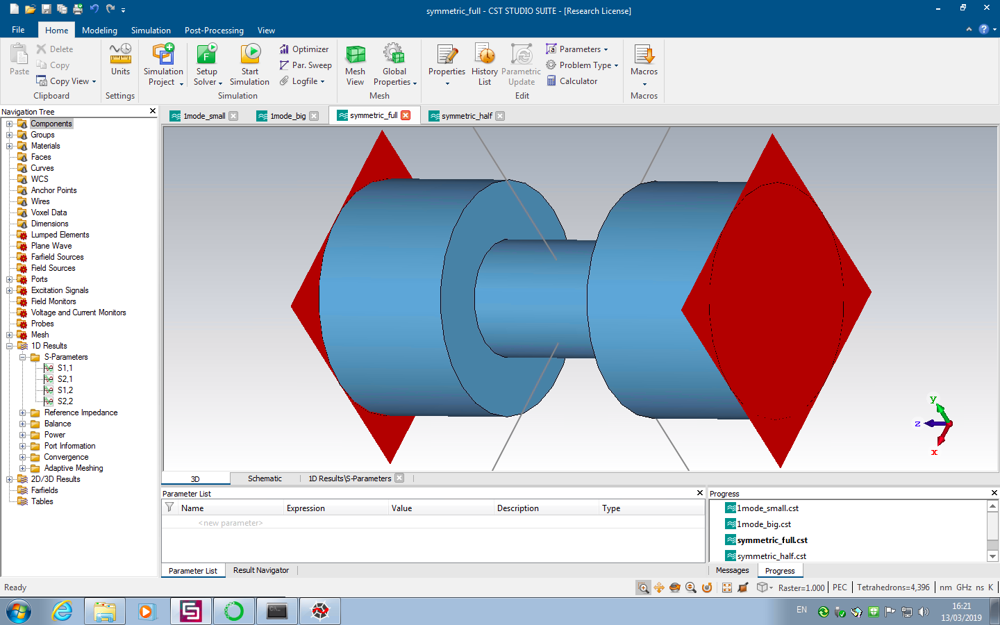 symmetric_full - CST STUDIO SUITE - [Research License]
File Home Modeling Simulation Post-Processing View
Paste
Delete
Copy
Copy View
Clipboard
Units
Settings
Simulation Project
Setup Solver
Start Simulation
Optimizer
Par. Sweep
Logfile
Simulation
Mesh View
Global Properties
Mesh
Properties
History List
Parametric Update
Parameters
Problem Type
Calculator
Edit
Macros
Macros
Navigation Tree
Components
Groups
Materials
Faces
Curves
WCS
Anchor Points
Wires
Voxel Data
Dimensions
Lumped Elements
Plane Wave
Farfield Sources
Field Sources
Ports
Excitation Signals
Field Monitors
Voltage and Current Monitors
Probes
Mesh
1D Results
S-Parameters
S1,1
S2,1
S1,2
S2,2
Reference Impedance
Balance
Power
Port Information
Convergence
Adaptive Meshing
2D/3D Results
Farfields
Tables
1mode_small 1mode_big symmetric_full symmetric_half
y
z
x
3D Schematic 1D Results\S-Parameters
Parameter List
Name Expression Value Description Type
<new parameter>
Parameter List Result Navigator
Progress
1mode_small.cst
1mode_big.cst
symmetric_full.cst
symmetric_half.cst
Messages Progress
Ready
Raster=1.000 PEC Tetrahedrons=4,396 nm GHz ns K
EN
16:21
13/03/2019